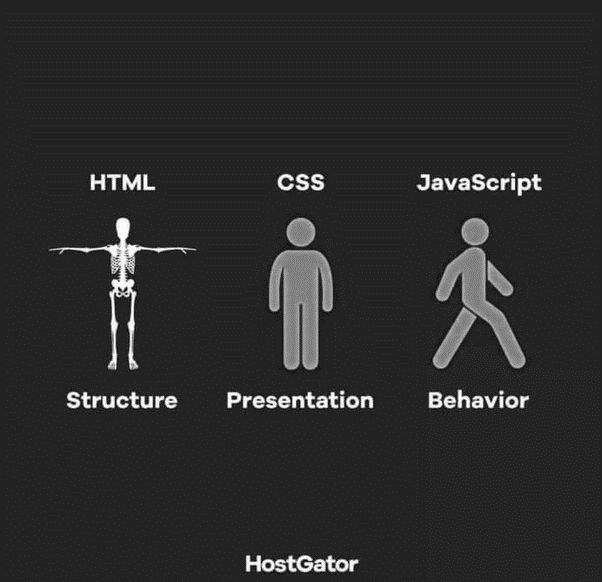 HTML
CSS
JavaScript
Structure
Presentation
Behavior
HostGator